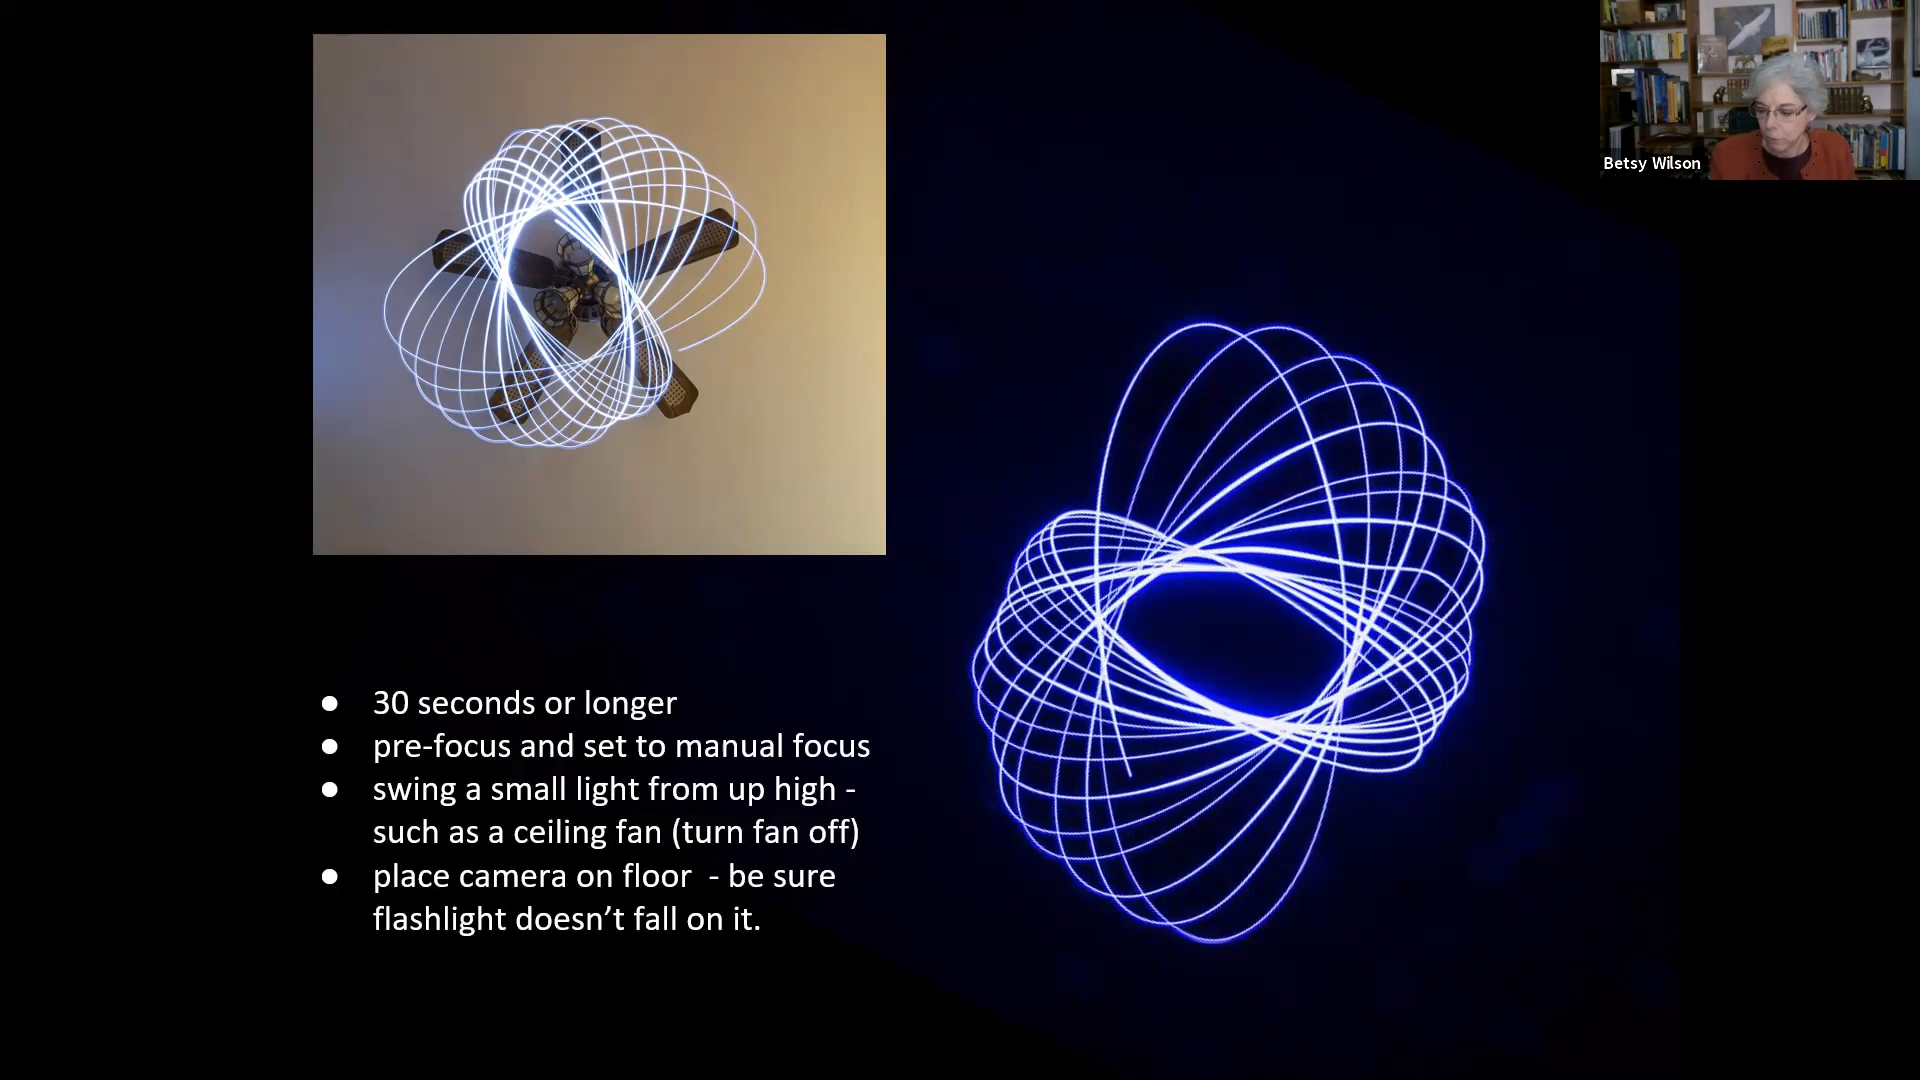 Betsy Wilson
● 30 seconds or longer
● pre-focus and set to manual focus
● swing a small light from up high -
such as a ceiling fan (turn fan off)
● place camera on floor  - be sure
flashlight doesn’t fall on it.